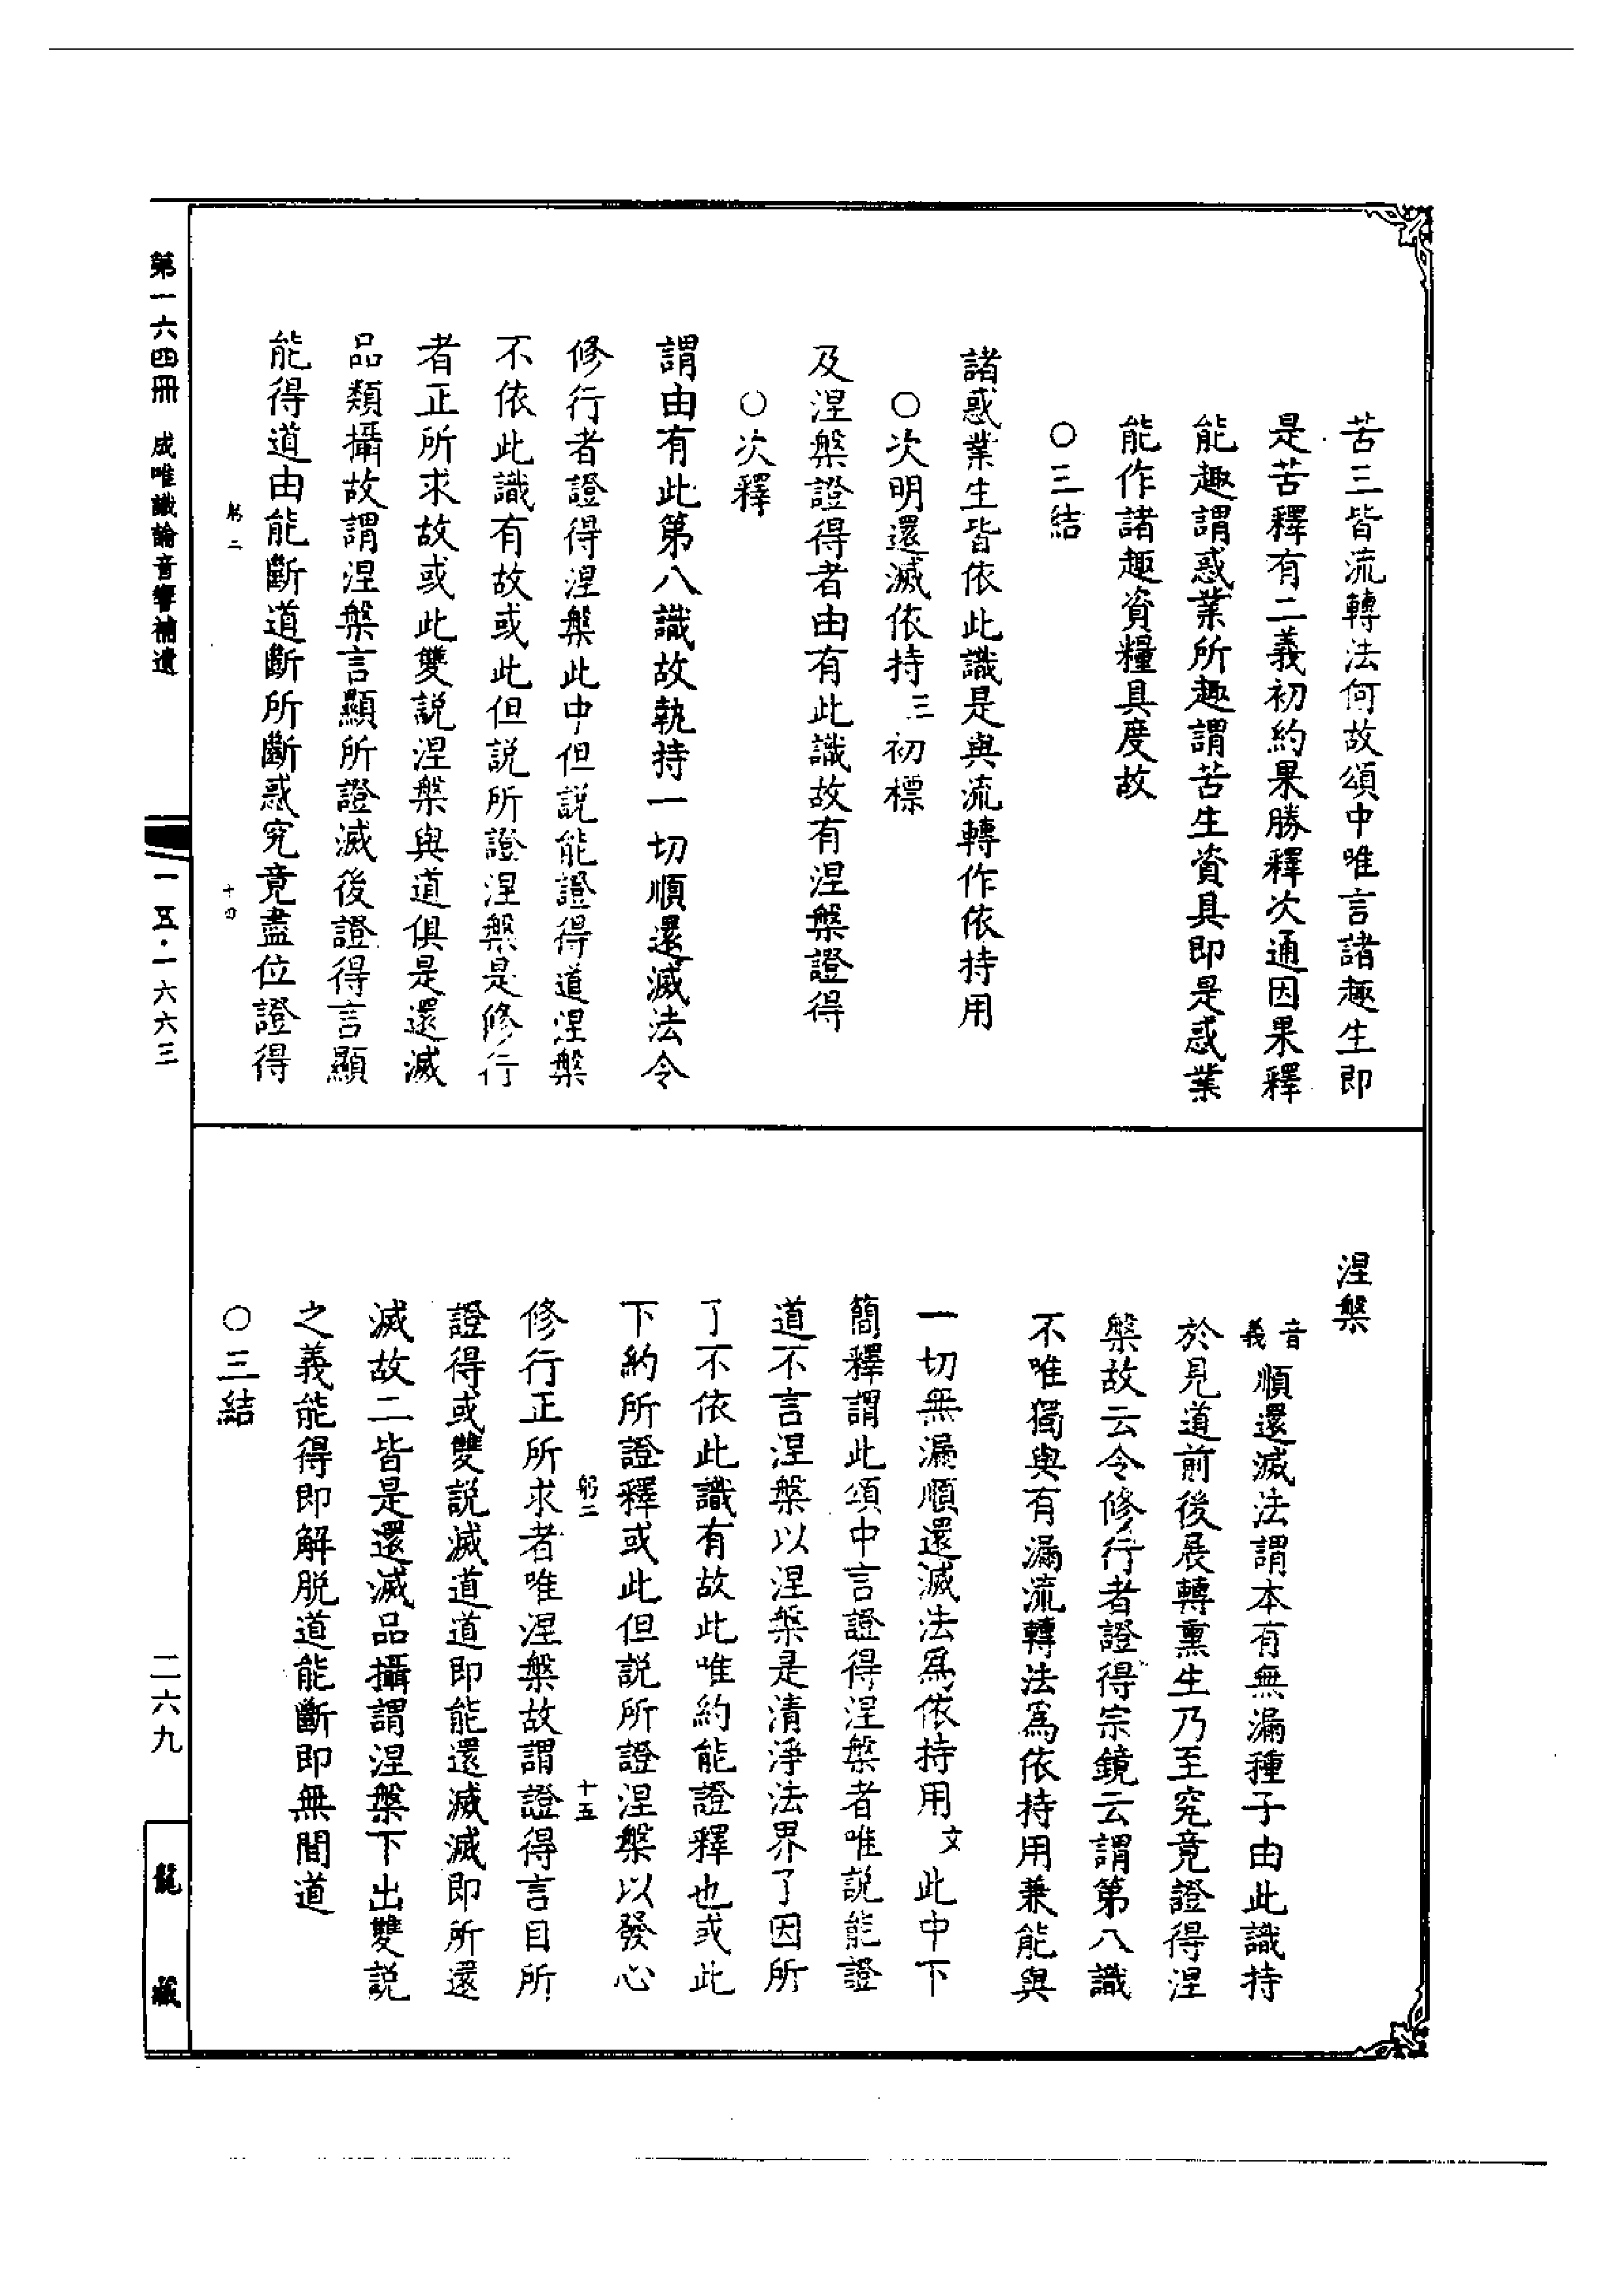 苦三皆流轉法何故頌中唯言諸趣生即
是苦釋有二義初約果勝釋次通因果釋
能趣謂惑業所趣謂苦生資具即是惑業
能作諸趣資糧具度故
○三結
諸惑業生皆依此識是與流轉作依持用
○次明還滅依持三初標
及涅槃證得者由有此識故有涅槃證得
○次釋
謂由有此第八識故執持一切順還滅法令
修行者證得涅槃此中但說能證得道涅槃
不依此識有故或此但說所證涅槃是修行
者正所求故或此雙說涅槃與道俱是還滅
品類攝故謂涅槃言顯所證滅後證得言顯
能得道由能斷道斷所斷惑究竟盡位證得
涅槃
音義順還滅法謂本有無漏種子由此識持
於見道前後展轉熏生乃至究竟證得涅
槃故云令修行者證得宗鏡云謂第八識
不唯獨與有漏流轉法為依持用兼能與
一切無漏順還滅法為依持用文此中下
簡釋謂此頌中言證得涅槃者唯說能證
道不言涅槃以涅槃是清淨法界了因所
了不依此識有故此唯約能證釋也或此
下約所證釋或此但說所證涅槃以發心
修行正所求者唯涅槃故謂證得言目所
證得或雙說滅道道即能還滅滅即所還
滅故二皆是還滅品攝謂涅槃下出雙說
之義能得即解脫道能斷即無間道
○三結
第一六四冊 成唯識論音響補遺
一五·一六六三
二六九
龍藏
十四
十五